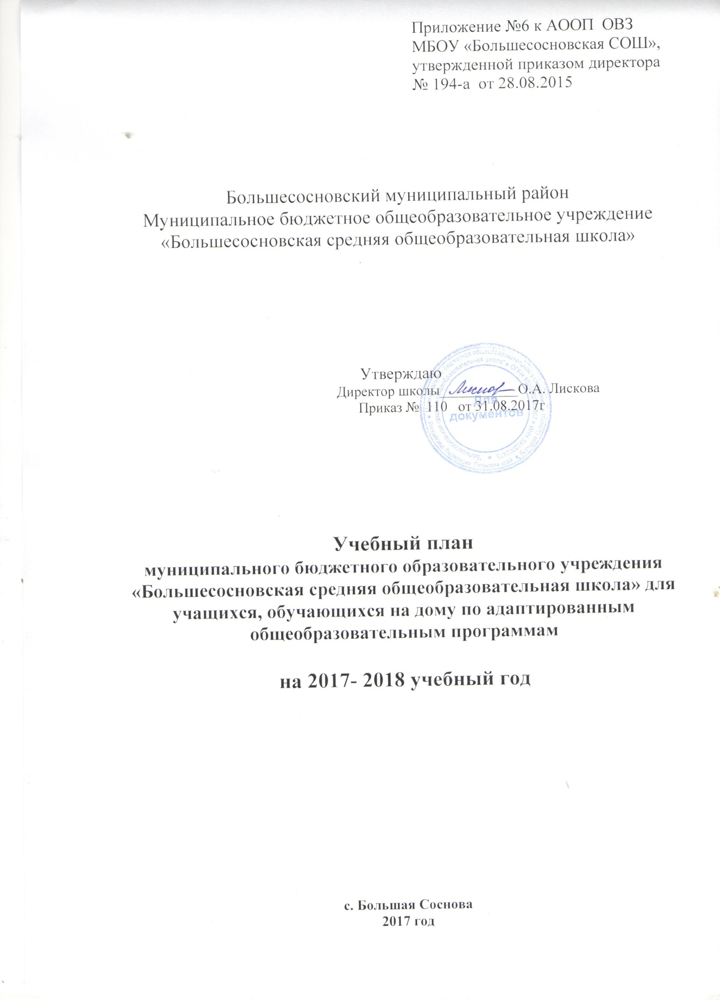 Приложение №6 к АООП ОВЗ
МБОУ «Большесосновская СОШ»,
утвержденной приказом директора
№ 194-а от 28.08.2015
Большесосновский муниципальный район
Муниципальное бюджетное общеобразовательное учреждение
«Большесосновская средняя общеобразовательная школа»
Утверждаю
Директор школы Лисков О.А. Лискова
Приказ № 110 от 31.08.2017г
Для
документов
Учебный план
муниципального бюджетного образовательного учреждения
«Большесосновская средняя общеобразовательная школа» для
учащихся, обучающихся на дому по адаптированным
общеобразовательным программам
на 2017- 2018 учебный год
с. Большая Соснова
2017 год